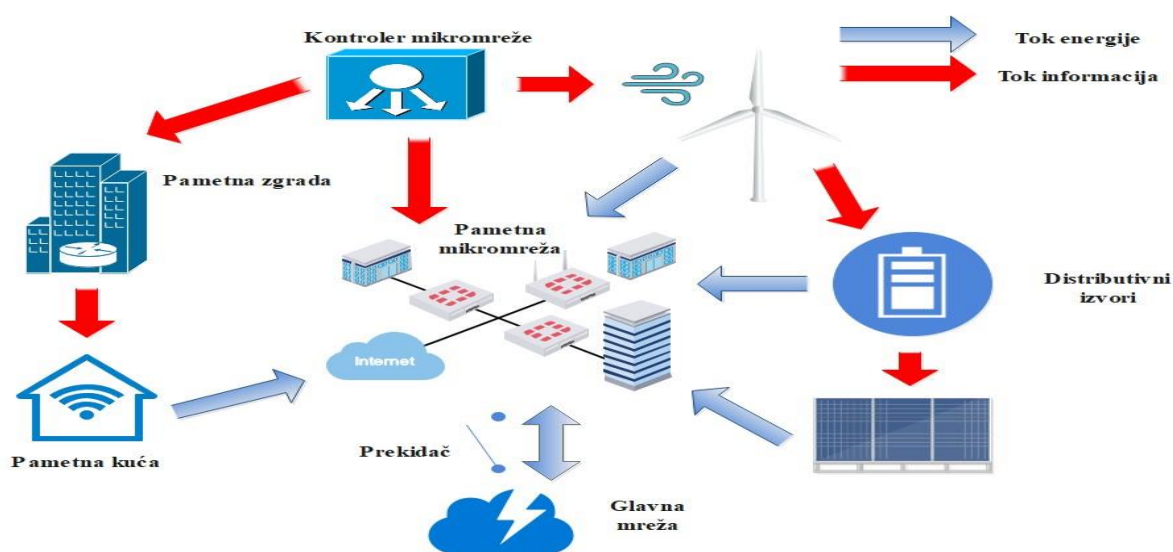 Kontroler mikromreže
Tok energije
Tok informacija
Pametna zgrada
Pametna
mikromreža
Distributivni
izvori
Internet
Pametna kuća
Prekidač
Glavna
mreža